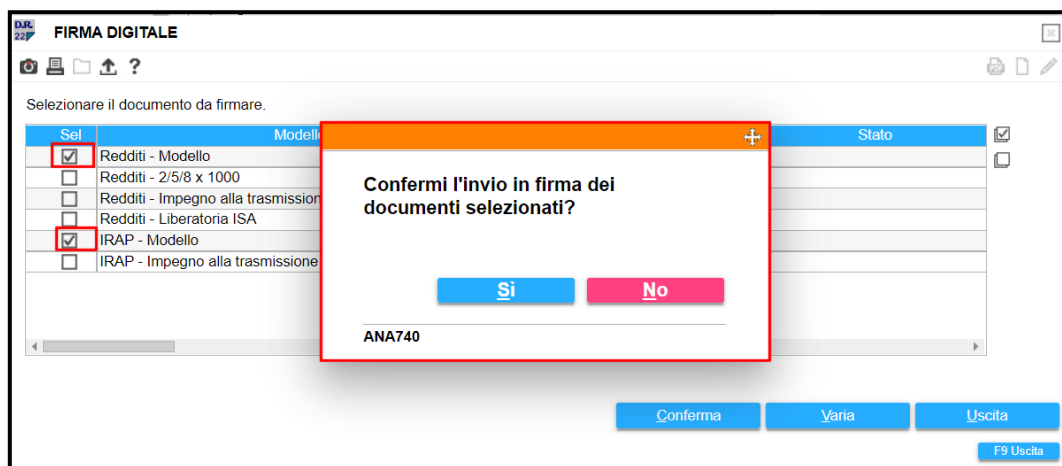 D.R.
22
FIRMA DIGITALE
?
Selezionare il documento da firmare.
Sel Modello Stato
Redditi - Modello
Redditi - 2/5/8 x 1000
Redditi - Impegno alla trasmission
Redditi - Liberatoria ISA
IRAP - Modello
IRAP - Impegno alla trasmissione
Confermi l'invio in firma dei
documenti selezionati?
Sì No
ANA740
Conferma Varia Uscita
F9 Uscita